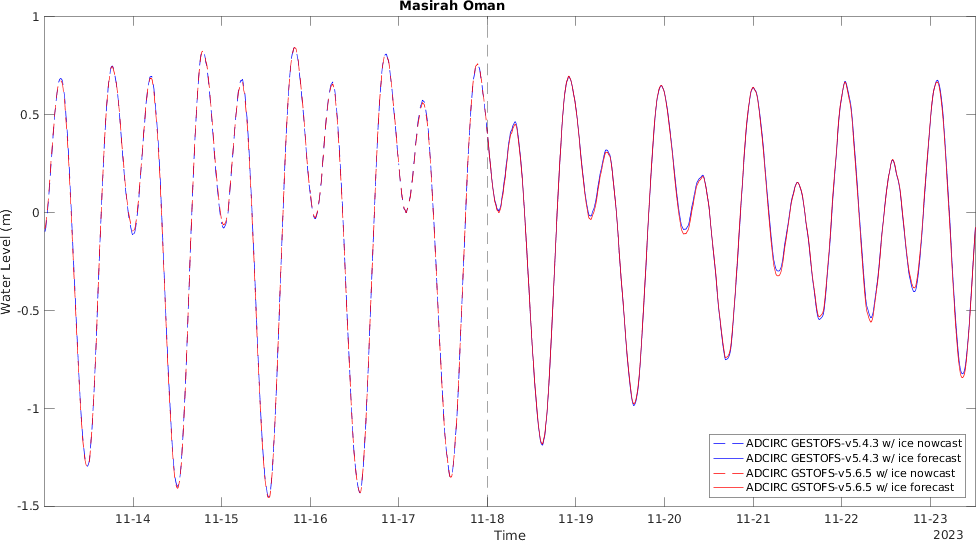 Masirah Oman
1
0.5
0
-0.5
-1
-1.5
Water Level (m)
11-14 11-15 11-16 11-17 11-18 11-19 11-20 11-21 11-22 11-23
Time
2023
ADCIRC GESTOFS-v5.4.3 w/ ice nowcast
ADCIRC GESTOFS-v5.4.3 w/ ice forecast
ADCIRC GSTOFS-v5.6.5 w/ ice nowcast
ADCIRC GSTOFS-v5.6.5 w/ ice forecast